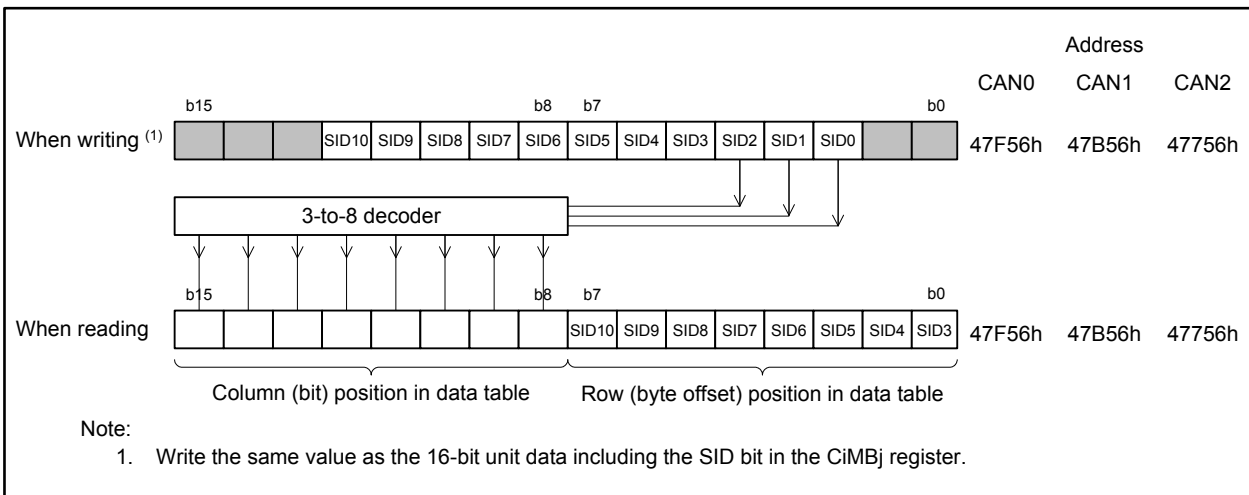 Address
CAN0 CAN1 CAN2
b15 b8 b7 b0
When writing (1) SID10 SID9 SID8 SID7 SID6 SID5 SID4 SID3 SID2 SID1 SID0 47F56h 47B56h 47756h
3-to-8 decoder
b15 b8 b7 b0
When reading SID10 SID9 SID8 SID7 SID6 SID5 SID4 SID3 47F56h 47B56h 47756h
Column (bit) position in data table Row (byte offset) position in data table
Note:
1. Write the same value as the 16-bit unit data including the SID bit in the CiMBj register.